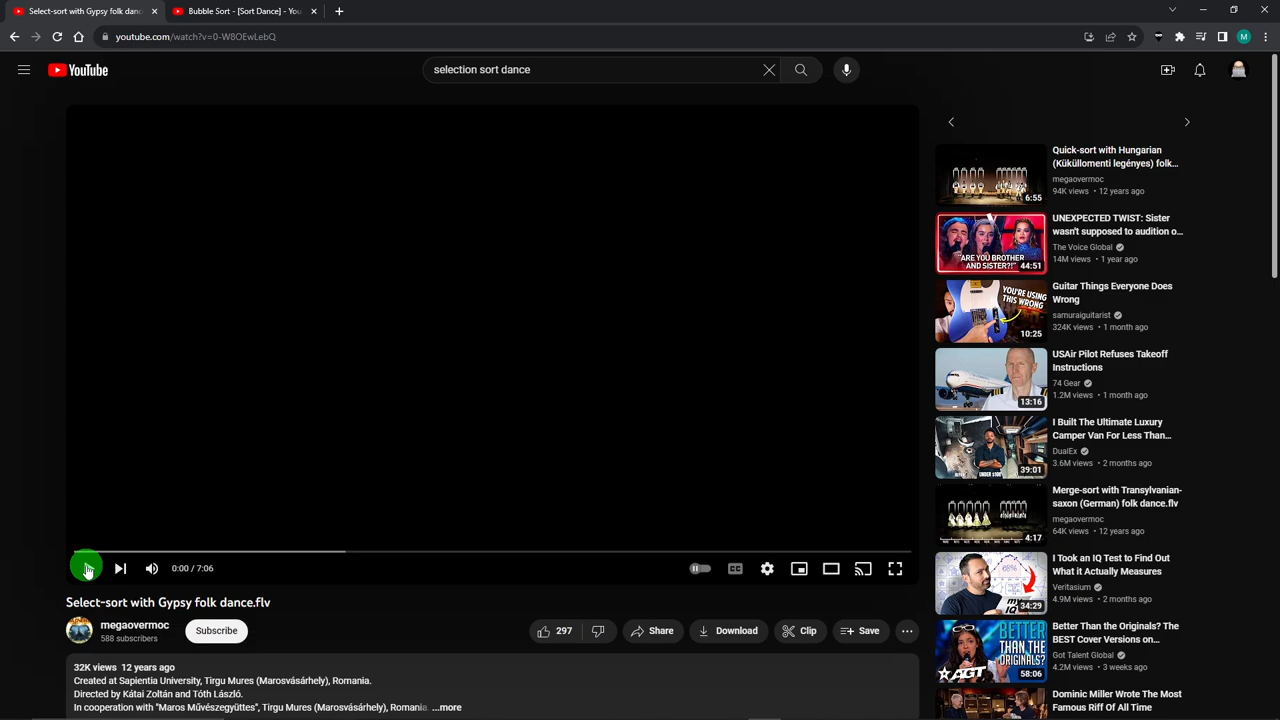 Select-sort with Gypsy folk danc
Bubble Sort - [Sort Dance] - You
youtube.com/watch?v=0-W8OEwLebQ
M
YouTube
selection sort dance
Quick-sort with Hungarian
(Küküllomenti legényes) folk...
megaovermoc
94K views • 12 years ago
6:55
UNEXPECTED TWIST: Sister
wasn't supposed to audition o...
The Voice Global
14M views • 1 year ago
"ARE YOU BROTHER
AND SISTER?!"
44:51
Guitar Things Everyone Does
Wrong
samuraiguitarist
324K views • 1 month ago
YOU'RE USING
THIS WRONG
10:25
USAir Pilot Refuses Takeoff
Instructions
74 Gear
1.2M views • 1 month ago
13:16
I Built The Ultimate Luxury
Camper Van For Less Than...
DualEx
3.6M views • 2 months ago
39:01
Merge-sort with Transylvanian-
saxon (German) folk dance.flv
megaovermoc
64K views • 12 years ago
4:17
I Took an IQ Test to Find Out
What it Actually Measures
Veritasium
4.9M views • 2 months ago
34:29
Better Than the Originals? The
BEST Cover Versions on...
Got Talent Global
4.2M views • 3 weeks ago
BETTER
THAN THE
ORIGINALS?
AGT
58:06
Dominic Miller Wrote The Most
Famous Riff Of All Time
0:00 / 7:06
CC
Select-sort with Gypsy folk dance.flv
megaovermoc
588 subscribers
Subscribe
297
Share
Download
Clip
Save
32K views 12 years ago
Created at Sapientia University, Tirgu Mures (Marosvásárhely), Romania.
Directed by Kátai Zoltán and Tóth László.
In cooperation with "Maros Művészegyüttes", Tirgu Mures (Marosvásárhely), Romania. ...more